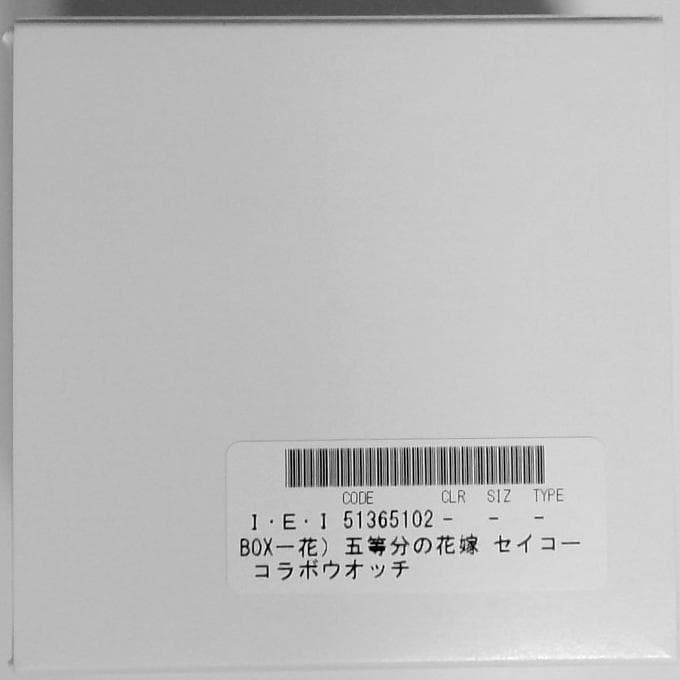 CODE CLR SIZ TYPE
I・E・I 51365102 - - -
BOX一花) 五等分の花嫁 セイコー
コラボウオッチ